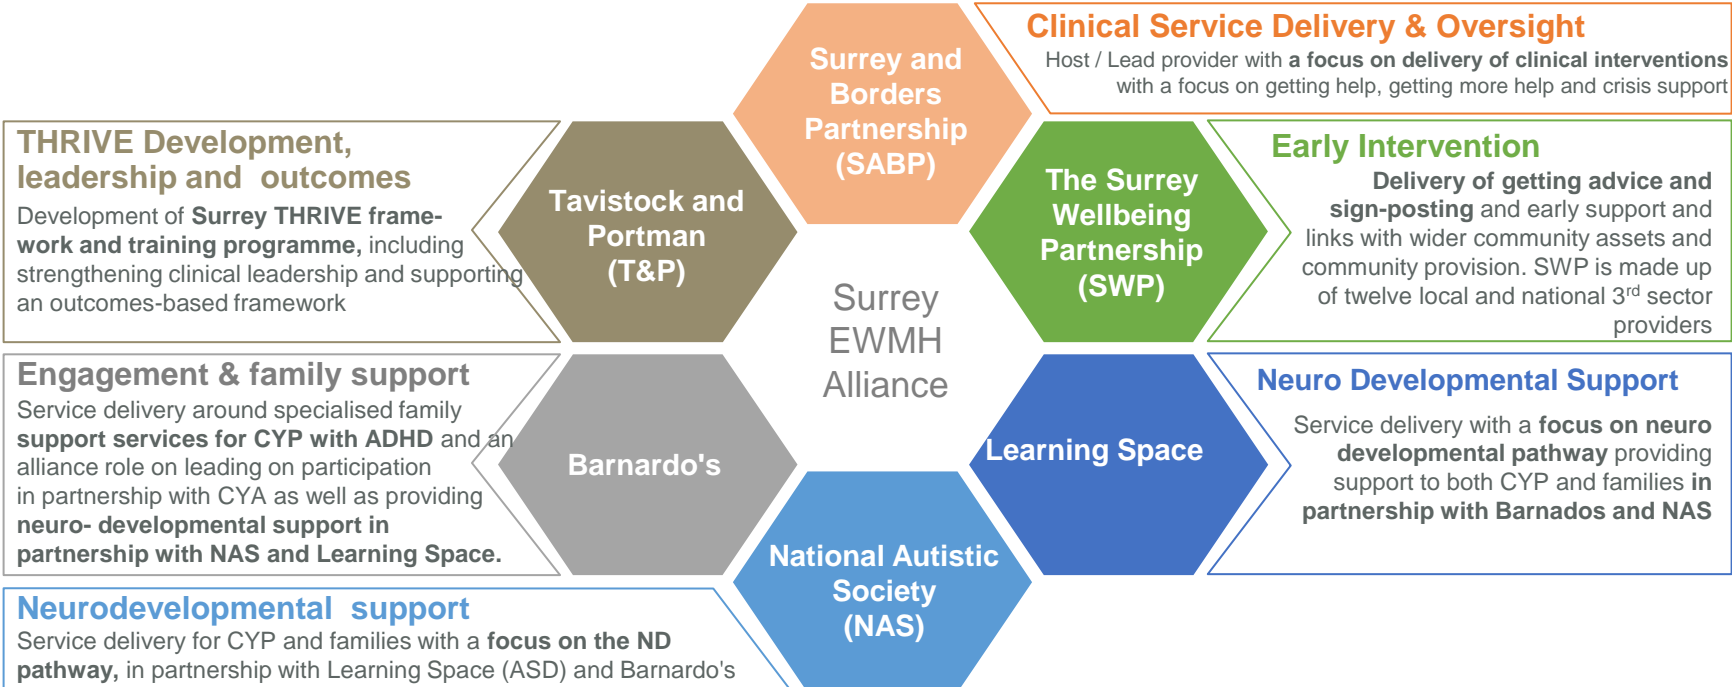 Clinical Service Delivery & Oversight
Host / Lead provider with a focus on delivery of clinical interventions
with a focus on getting help, getting more help and crisis support
Surrey and
Borders
Partnership
(SABP)
THRIVE Development,
leadership and outcomes
Development of Surrey THRIVE frame-
work and training programme, including
strengthening clinical leadership and supporting
an outcomes-based framework
Tavistock and
Portman
(T&P)
The Surrey
Wellbeing
Partnership
(SWP)
Early Intervention
Delivery of getting advice and
sign-posting and early support and
links with wider community assets and
community provision. SWP is made up
of twelve local and national 3rd sector
providers
Surrey
EWMH
Alliance
Engagement & family support
Service delivery around specialised family
support services for CYP with ADHD and an
alliance role on leading on participation
in partnership with CYA as well as providing
neuro- developmental support in
partnership with NAS and Learning Space.
Barnardo's
Learning Space
Neuro Developmental Support
Service delivery with a focus on neuro
developmental pathway providing
support to both CYP and families in
partnership with Barnados and NAS
National Autistic
Society
(NAS)
Neurodevelopmental support
Service delivery for CYP and families with a focus on the ND
pathway, in partnership with Learning Space (ASD) and Barnardo's